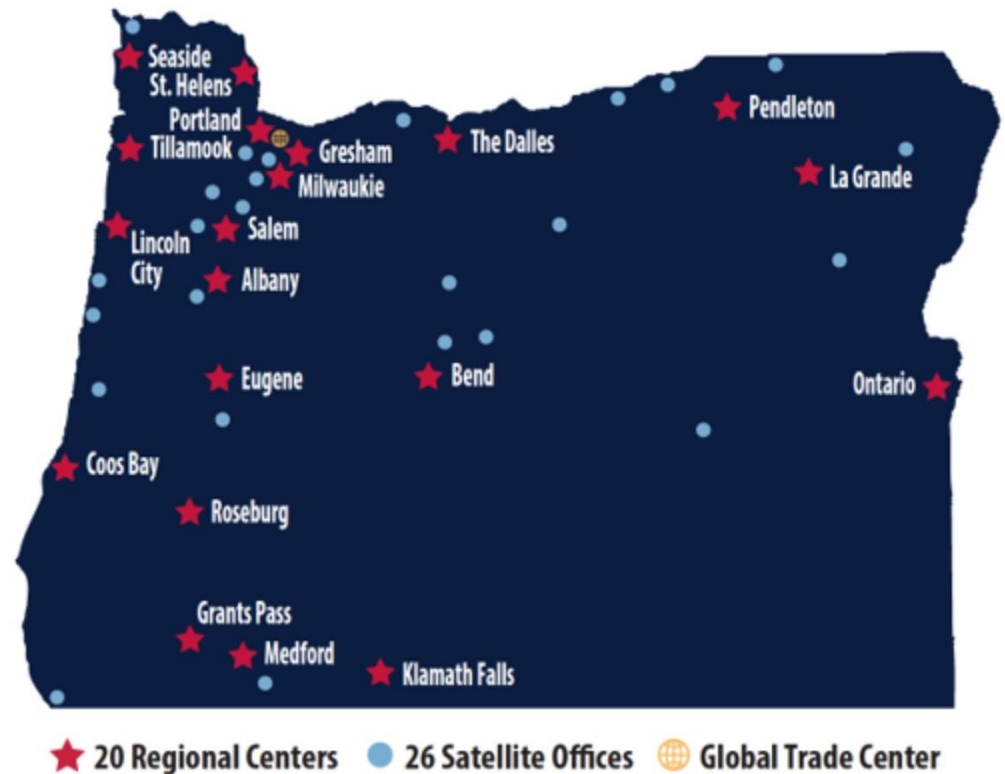 Seaside
St. Helens
Portland
Tillamook
Gresham
Milwaukie
The Dalles
Pendleton
La Grande
Lincoln
City
Salem
Albany
Eugene
Bend
Ontario
Coos Bay
Roseburg
Grants Pass
Medford
Klamath Falls
20 Regional Centers
26 Satellite Offices
Global Trade Center